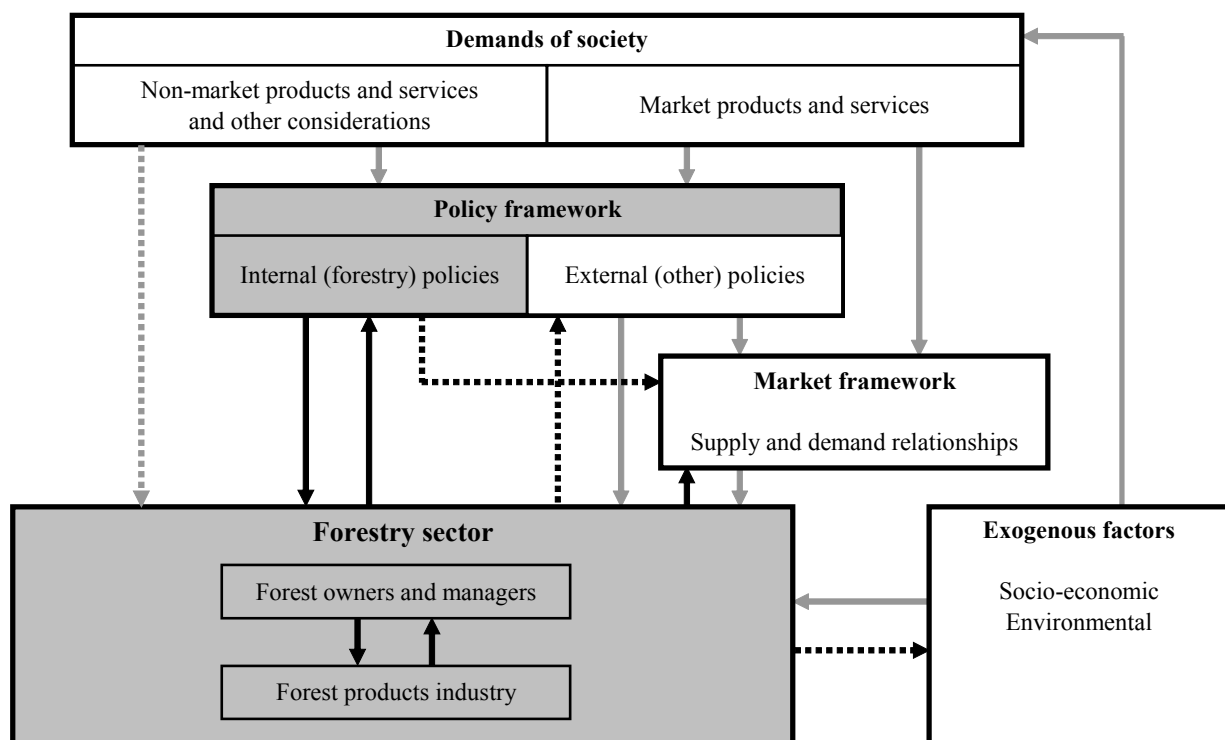 Demands of society
Non-market products and services
and other considerations
Market products and services
Policy framework
Internal (forestry) policies
External (other) policies
Market framework
Supply and demand relationships
Forestry sector
Forest owners and managers
Forest products industry
Exogenous factors
Socio-economic
Environmental